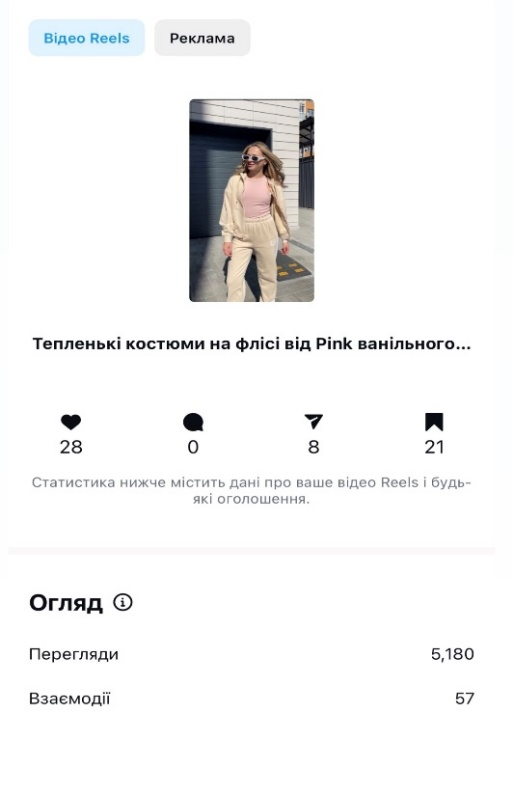 Відео Reels
Реклама
Тепленькі костюми на флісі від Pink ванільного...
28
0
8
21
Статистика нижче містить дані про ваше відео Reels і будь-
які оголошення.
Огляд
Перегляди
5,180
Взаємодії
57